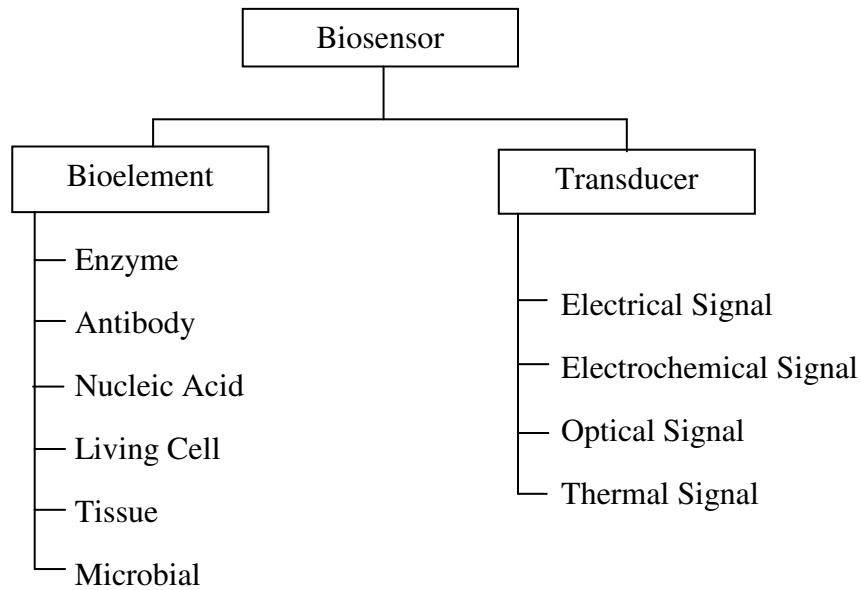 Biosensor
Bioelement
Enzyme
Antibody
Nucleic Acid
Living Cell
Tissue
Microbial
Transducer
Electrical Signal
Electrochemical Signal
Optical Signal
Thermal Signal